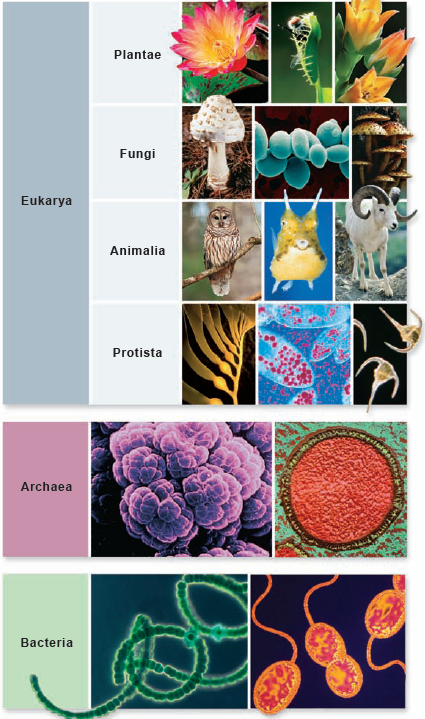 Plantae
Fungi
Eukarya
Animalia
Protista
Archaea
Bacteria